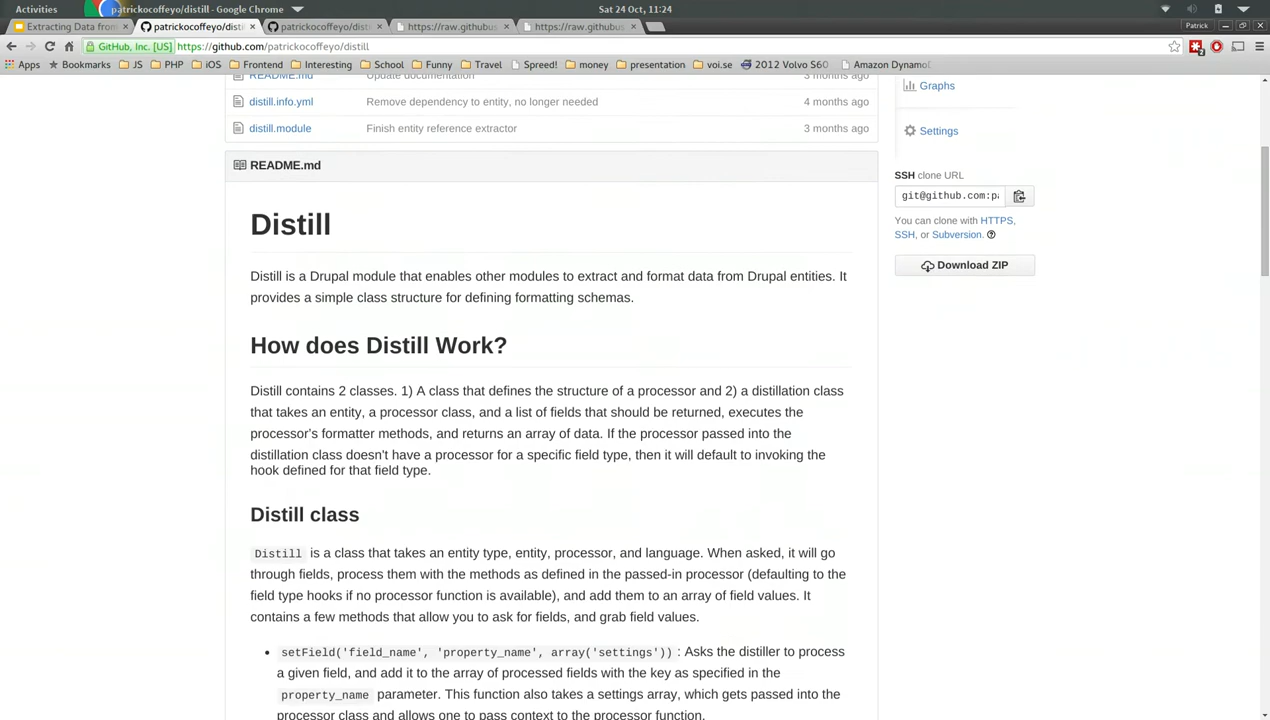 Activities patrickocoffeyo/distill - Google Chrome Sat 24 Oct, 11:24
Extracting Data from patrickocoffeyo/disti patrickocoffeyo/disti https://raw.githubus https://raw.githubus Patrick
GitHub, Inc. [US] https://github.com/patrickocoffeyo/distill
Apps Bookmarks JS PHP iOS Frontend Interesting School Funny Travel Spreed! money presentation voi.se 2012 Volvo S60 Amazon Dynamo
README.md Update documentation 3 months ago
distill.info.yml Remove dependency to entity, no longer needed 4 months ago
distill.module Finish entity reference extractor 3 months ago
Graphs
Settings
SSH clone URL
git@github.com:pa
You can clone with HTTPS,
SSH, or Subversion.
Download ZIP
README.md
Distill
Distill is a Drupal module that enables other modules to extract and format data from Drupal entities. It
provides a simple class structure for defining formatting schemas.
How does Distill Work?
Distill contains 2 classes. 1) A class that defines the structure of a processor and 2) a distillation class
that takes an entity, a processor class, and a list of fields that should be returned, executes the
processor's formatter methods, and returns an array of data. If the processor passed into the
distillation class doesn't have a processor for a specific field type, then it will default to invoking the
hook defined for that field type.
Distill class
Distill is a class that takes an entity type, entity, processor, and language. When asked, it will go
through fields, process them with the methods as defined in the passed-in processor (defaulting to the
field type hooks if no processor function is available), and add them to an array of field values. It
contains a few methods that allow you to ask for fields, and grab field values.
• setField('field_name', 'property_name', array('settings')) : Asks the distiller to process
a given field, and add it to the array of processed fields with the key as specified in the
property_name parameter. This function also takes a settings array, which gets passed into the
processor class and allows one to pass context to the processor function.